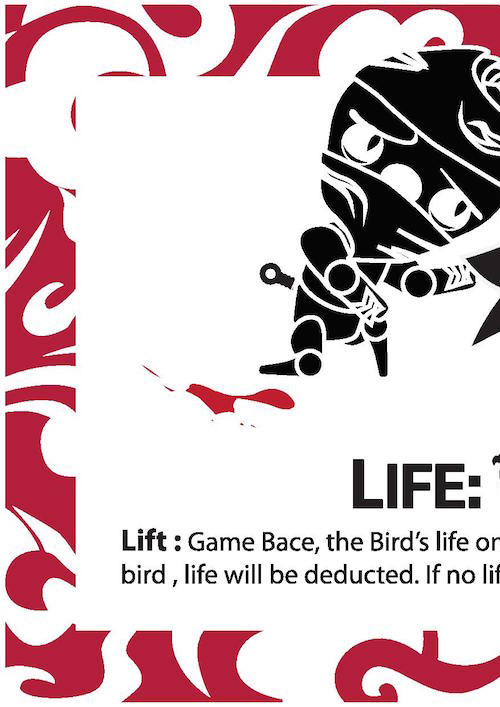 LIFE:
Lift : Game Bace, the Bird's life on
bird , life will be deducted. If no lif